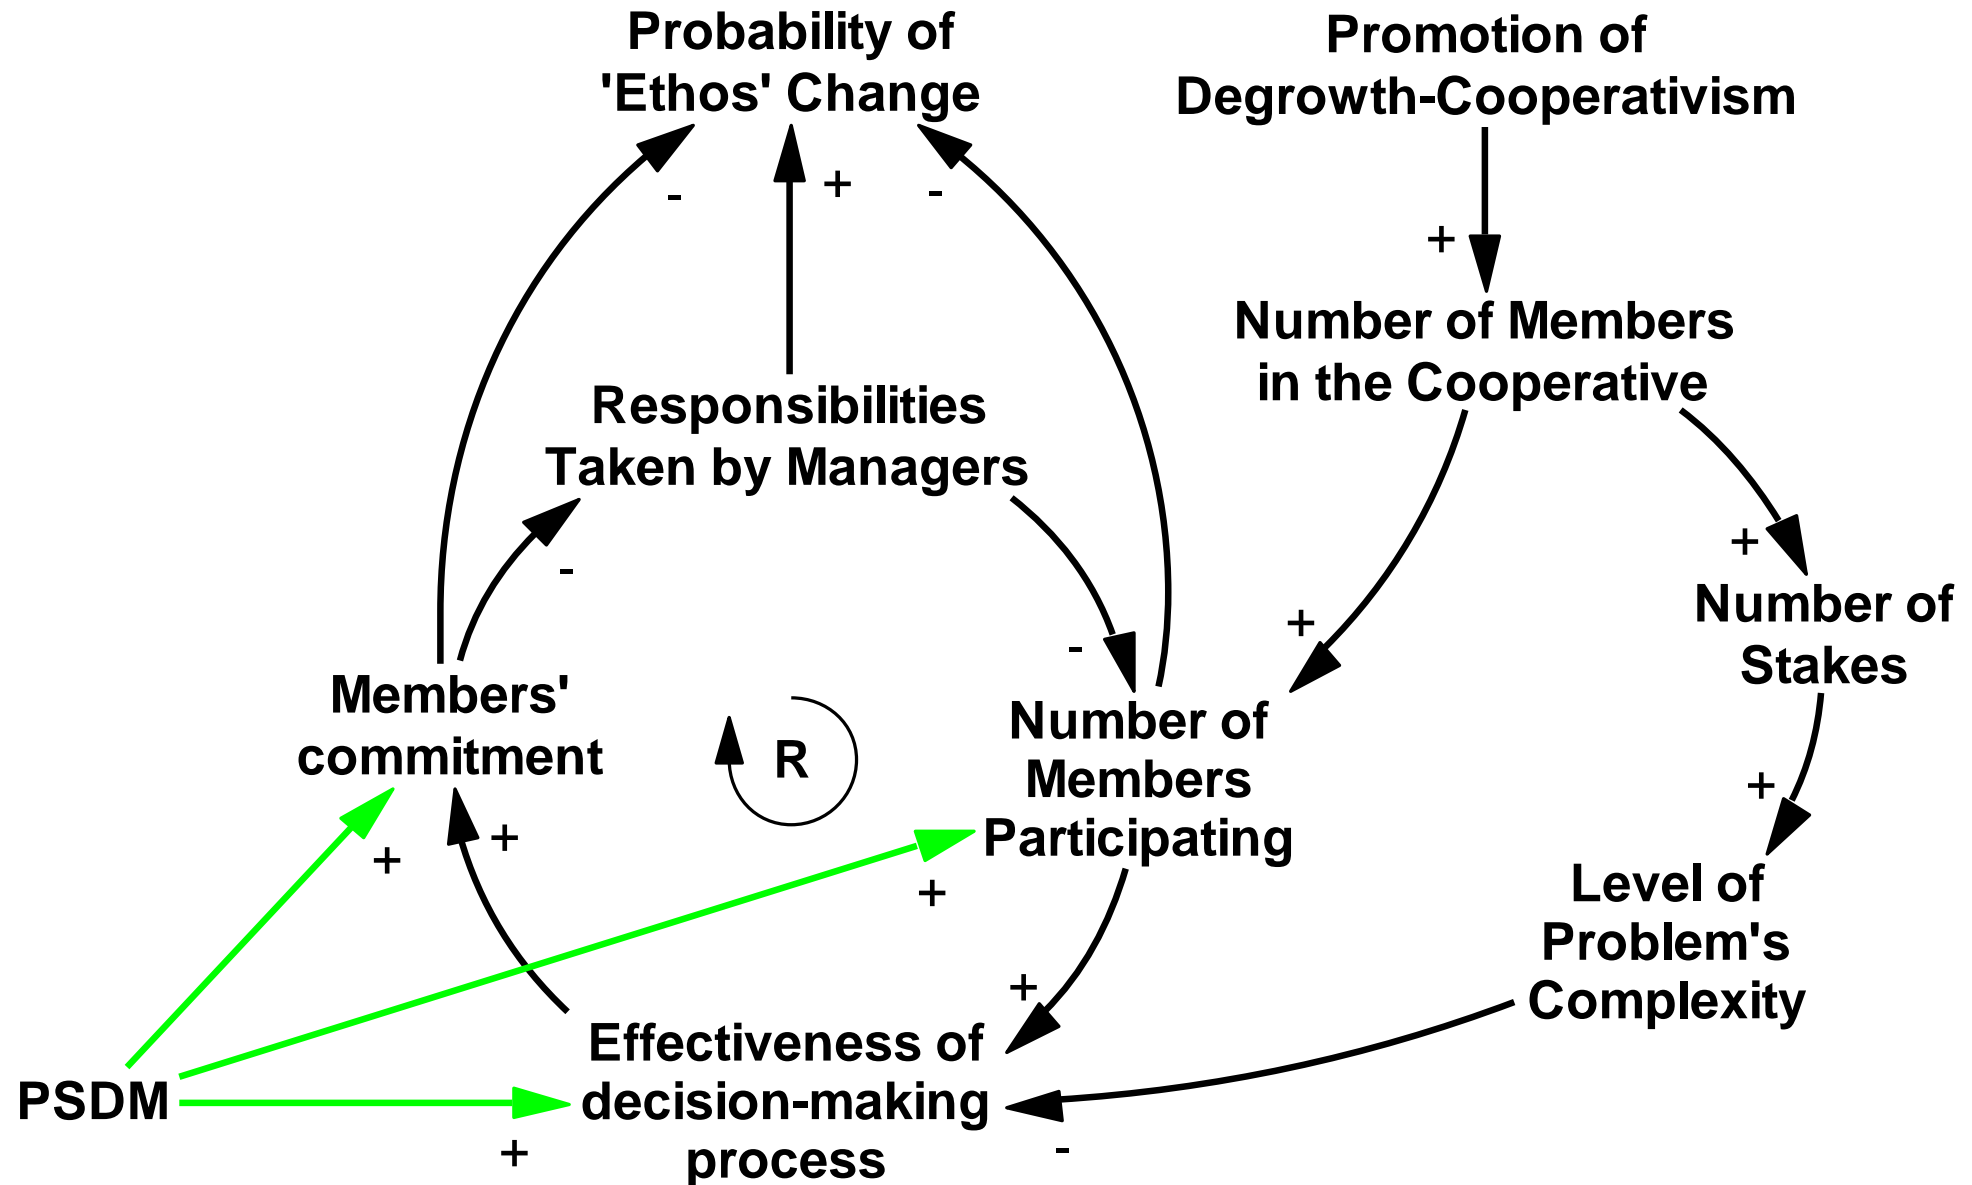 Probability of
'Ethos' Change
Promotion of
Degrowth-Cooperativism
-
+
-
+
Number of Members
in the Cooperative
Responsibilities
Taken by Managers
-
-
+
+
Number of
Stakes
Members'
commitment
R
Number of
Members
Participating
+
+
+
+
Level of
Problem's
Complexity
+
Effectiveness of
decision-making
process
PSDM
+
-